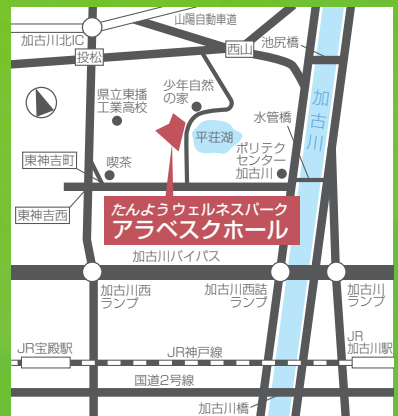 山陽自動車道
加古川北IC
投松
西山
池尻橋
県立東播
工業高校
少年自然
の家
加古川
水管橋
平荘湖
ポリテク
センター
加古川
東神吉町
喫茶
東神吉西
たんようウェルネスパーク
アラベスクホール
加古川バイパス
加古川西
ランプ
加古川西詰
ランプ
加古川
ランプ
JR宝殿駅
JR神戸線
JR
加古川駅
国道2号線
加古川橋